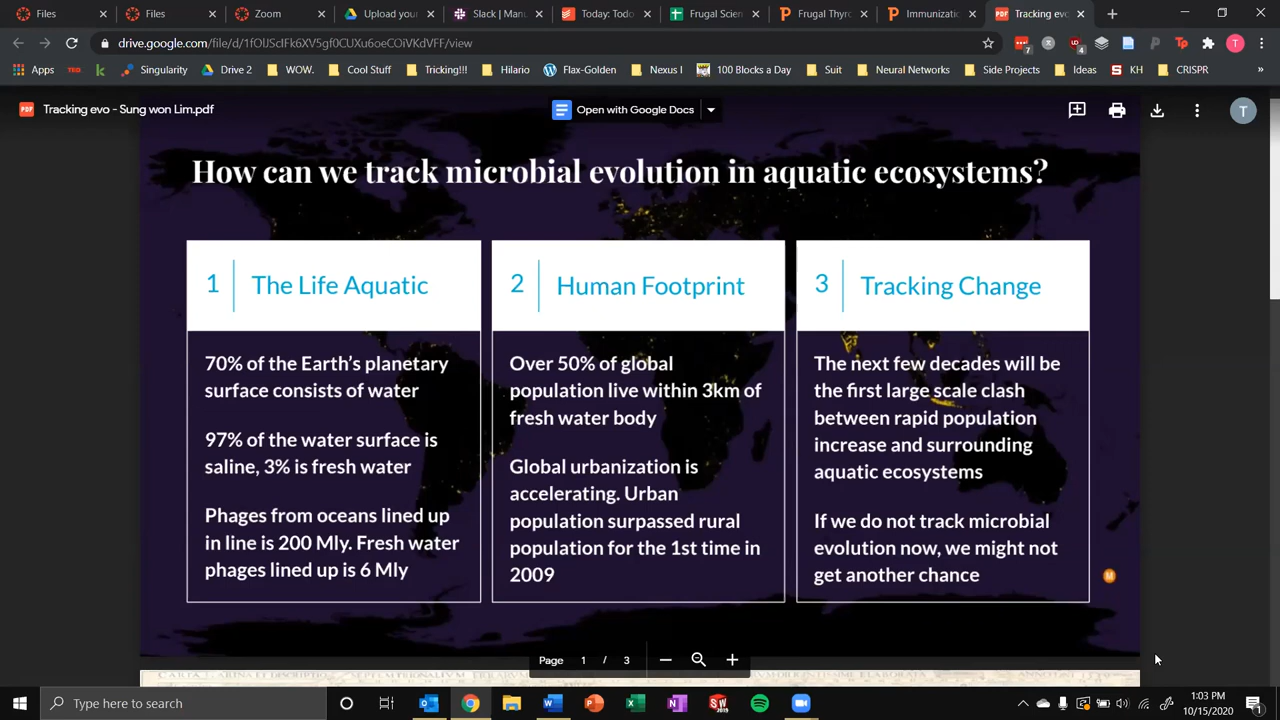 Files
Files
Zoom
Upload your
Slack | Manu
Today: Todo
Frugal Scien
Frugal Thyro
Immunizatio
Tracking evo
drive.google.com/file/d/1fOIJScIFk6XV5gf0CUXu6oeCOiVKdVFF/view
7
4
T
Apps
TED
k
Singularity
Drive 2
WOW.
Cool Stuff
Tricking!!!
Hilario
Flax-Golden
Nexus I
100 Blocks a Day
Suit
Neural Networks
Side Projects
Ideas
KH
CRISPR
»
PDF
Tracking evo - Sung won Lim.pdf
Open with Google Docs
T
How can we track microbial evolution in aquatic ecosystems?
1 The Life Aquatic
70% of the Earth's planetary
surface consists of water
97% of the water surface is
saline, 3% is fresh water
Phages from oceans lined up
in line is 200 Mly. Fresh water
phages lined up is 6 Mly
2 Human Footprint
Over 50% of global
population live within 3km of
fresh water body
Global urbanization is
accelerating. Urban
population surpassed rural
population for the 1st time in
2009
3 Tracking Change
The next few decades will be
the first large scale clash
between rapid population
increase and surrounding
aquatic ecosystems
If we do not track microbial
evolution now, we might not
get another chance
M
Page 1 / 3
Type here to search
1:03 PM
10/15/2020